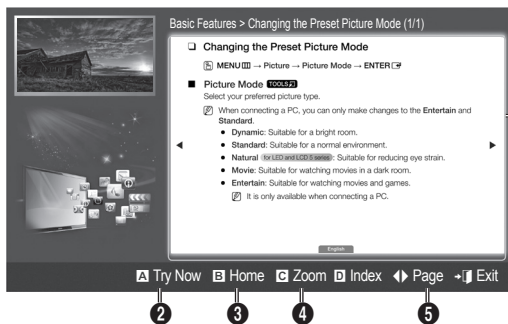 Basic Features > Changing the Preset Picture Mode (1/1)
❑ Changing the Preset Picture Mode
MENU → Picture → Picture Mode → ENTER
■ Picture Mode TOOLS
Select your preferred picture type.
When connecting a PC, you can only make changes to the Entertain and
Standard.
• Dynamic: Suitable for a bright room.
• Standard: Suitable for a normal environment.
• Natural for LED and LCD 5 series: Suitable for reducing eye strain.
• Movie: Suitable for watching movies in a dark room.
• Entertain: Suitable for watching movies and games.
It is only available when connecting a PC.
English
A Try Now B Home C Zoom D Index ◀▶ Page Exit
2 3 4 5